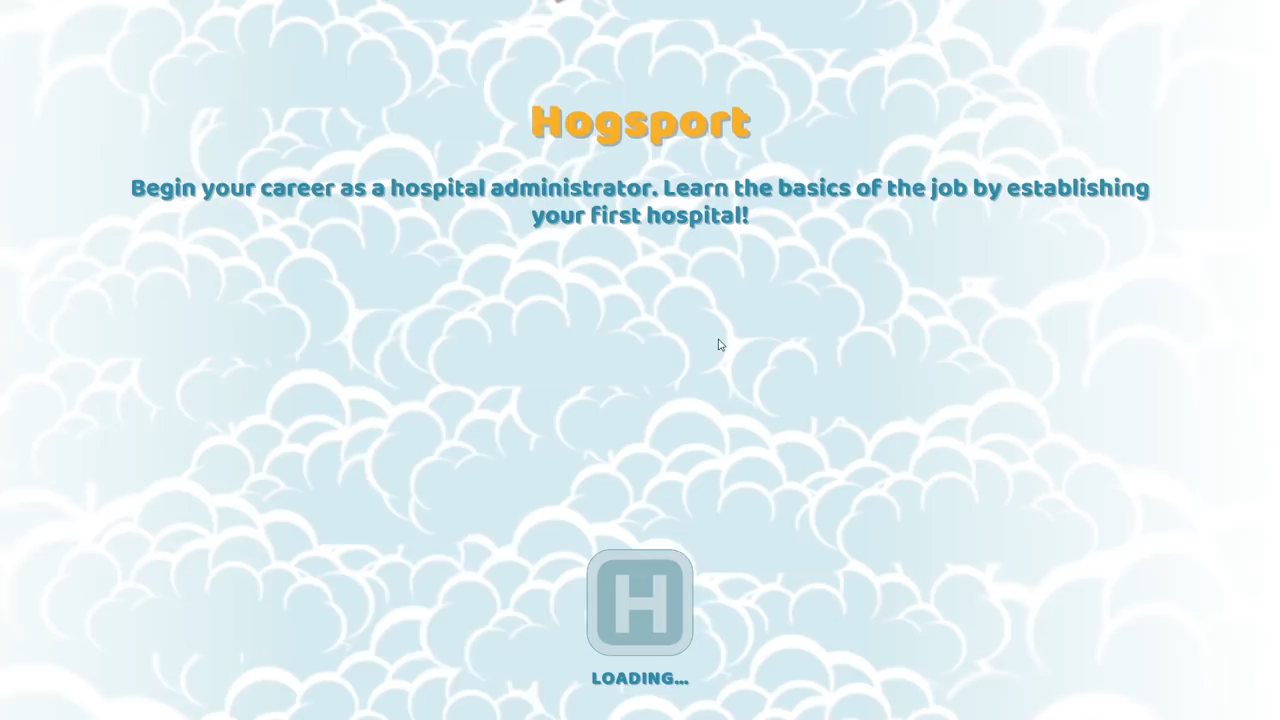 Hogsport
Begin your career as a hospital administrator. Learn the basics of the job by establishing
your first hospital!
H
LOADING...